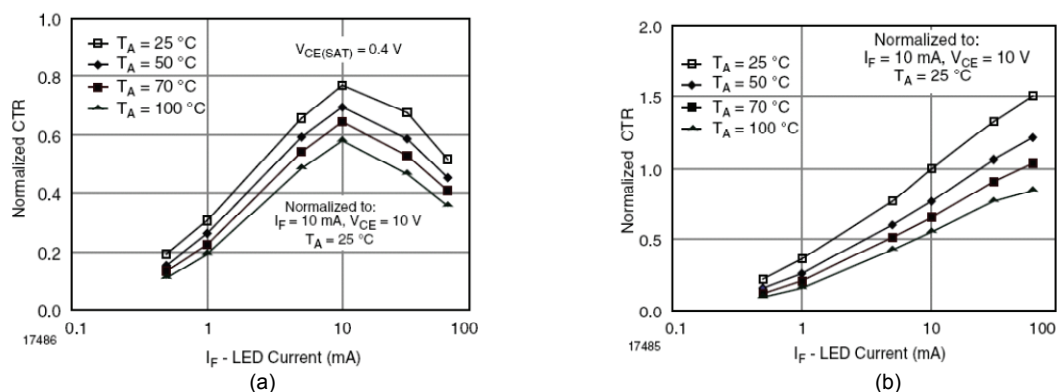 1.0
0.8
0.6
0.4
0.2
0.0
Normalized CTR
T_A = 25 °C
T_A = 50 °C
T_A = 70 °C
T_A = 100 °C
V_CE(SAT) = 0.4 V
Normalized to:
I_F = 10 mA, V_CE = 10 V
T_A = 25 °C
0.1
1
10
100
17486
I_F - LED Current (mA)
(a)
2.0
1.5
1.0
0.5
0.0
Normalized CTR
T_A = 25 °C
T_A = 50 °C
T_A = 70 °C
T_A = 100 °C
Normalized to:
I_F = 10 mA, V_CE = 10 V
T_A = 25 °C
0.1
1
10
100
17485
I_F - LED Current (mA)
(b)